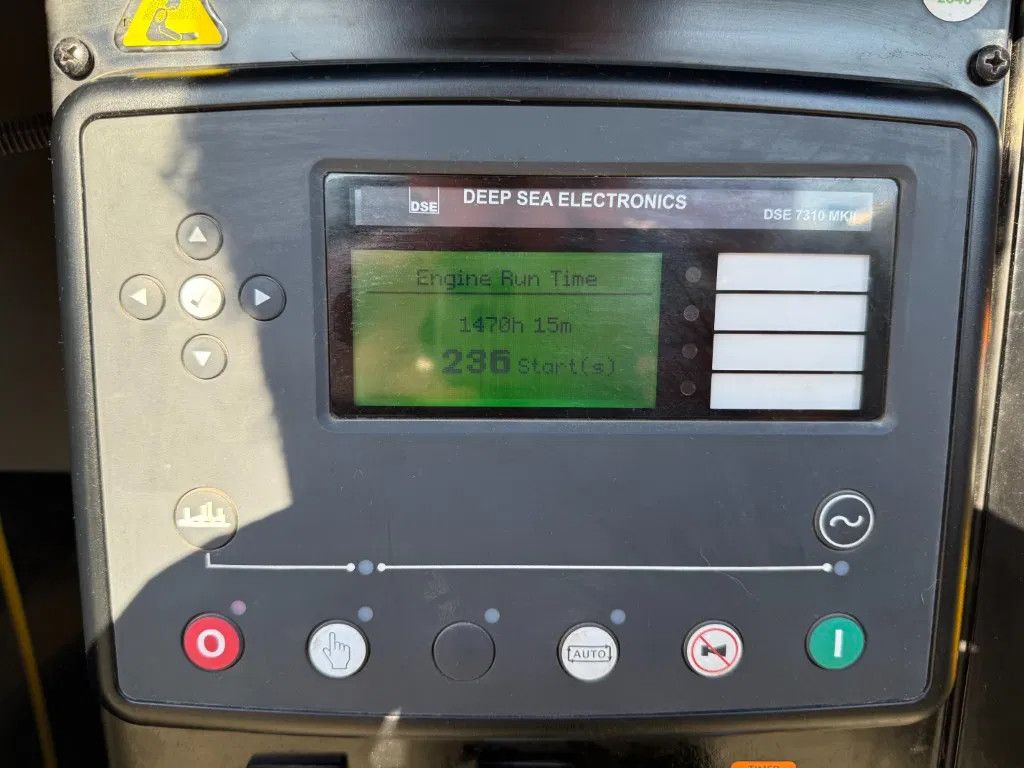 DSE DEEP SEA ELECTRONICS
DSE 7310 MKII
Engine Run Time
1470h 15m
236 Start(s)
O
AUTO
I